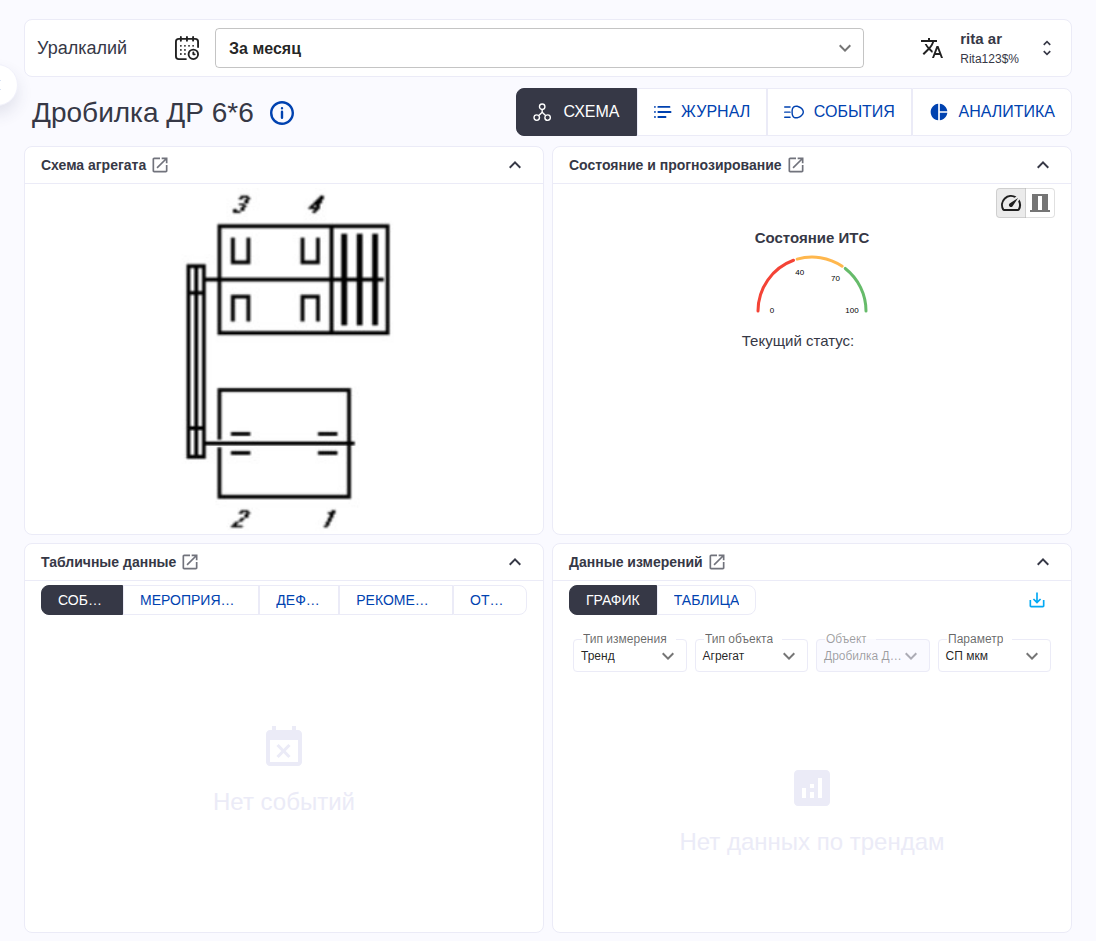 Уралкалий
За месяц
rita ar
Rita123$%
Дробилка ДР 6*6
СХЕМА
ЖУРНАЛ
СОБЫТИЯ
АНАЛИТИКА
Схема агрегата
3 4
2 1
Состояние и прогнозирование
Состояние ИТС
40
70
0
100
Текущий статус:
Табличные данные
СОБ…
МЕРОПРИЯ…
ДЕФ…
РЕКОМЕ…
ОТ…
Нет событий
Данные измерений
ГРАФИК
ТАБЛИЦА
Тип измерения
Тренд
Тип объекта
Агрегат
Объект
Дробилка Д…
Параметр
СП мкм
Нет данных по трендам